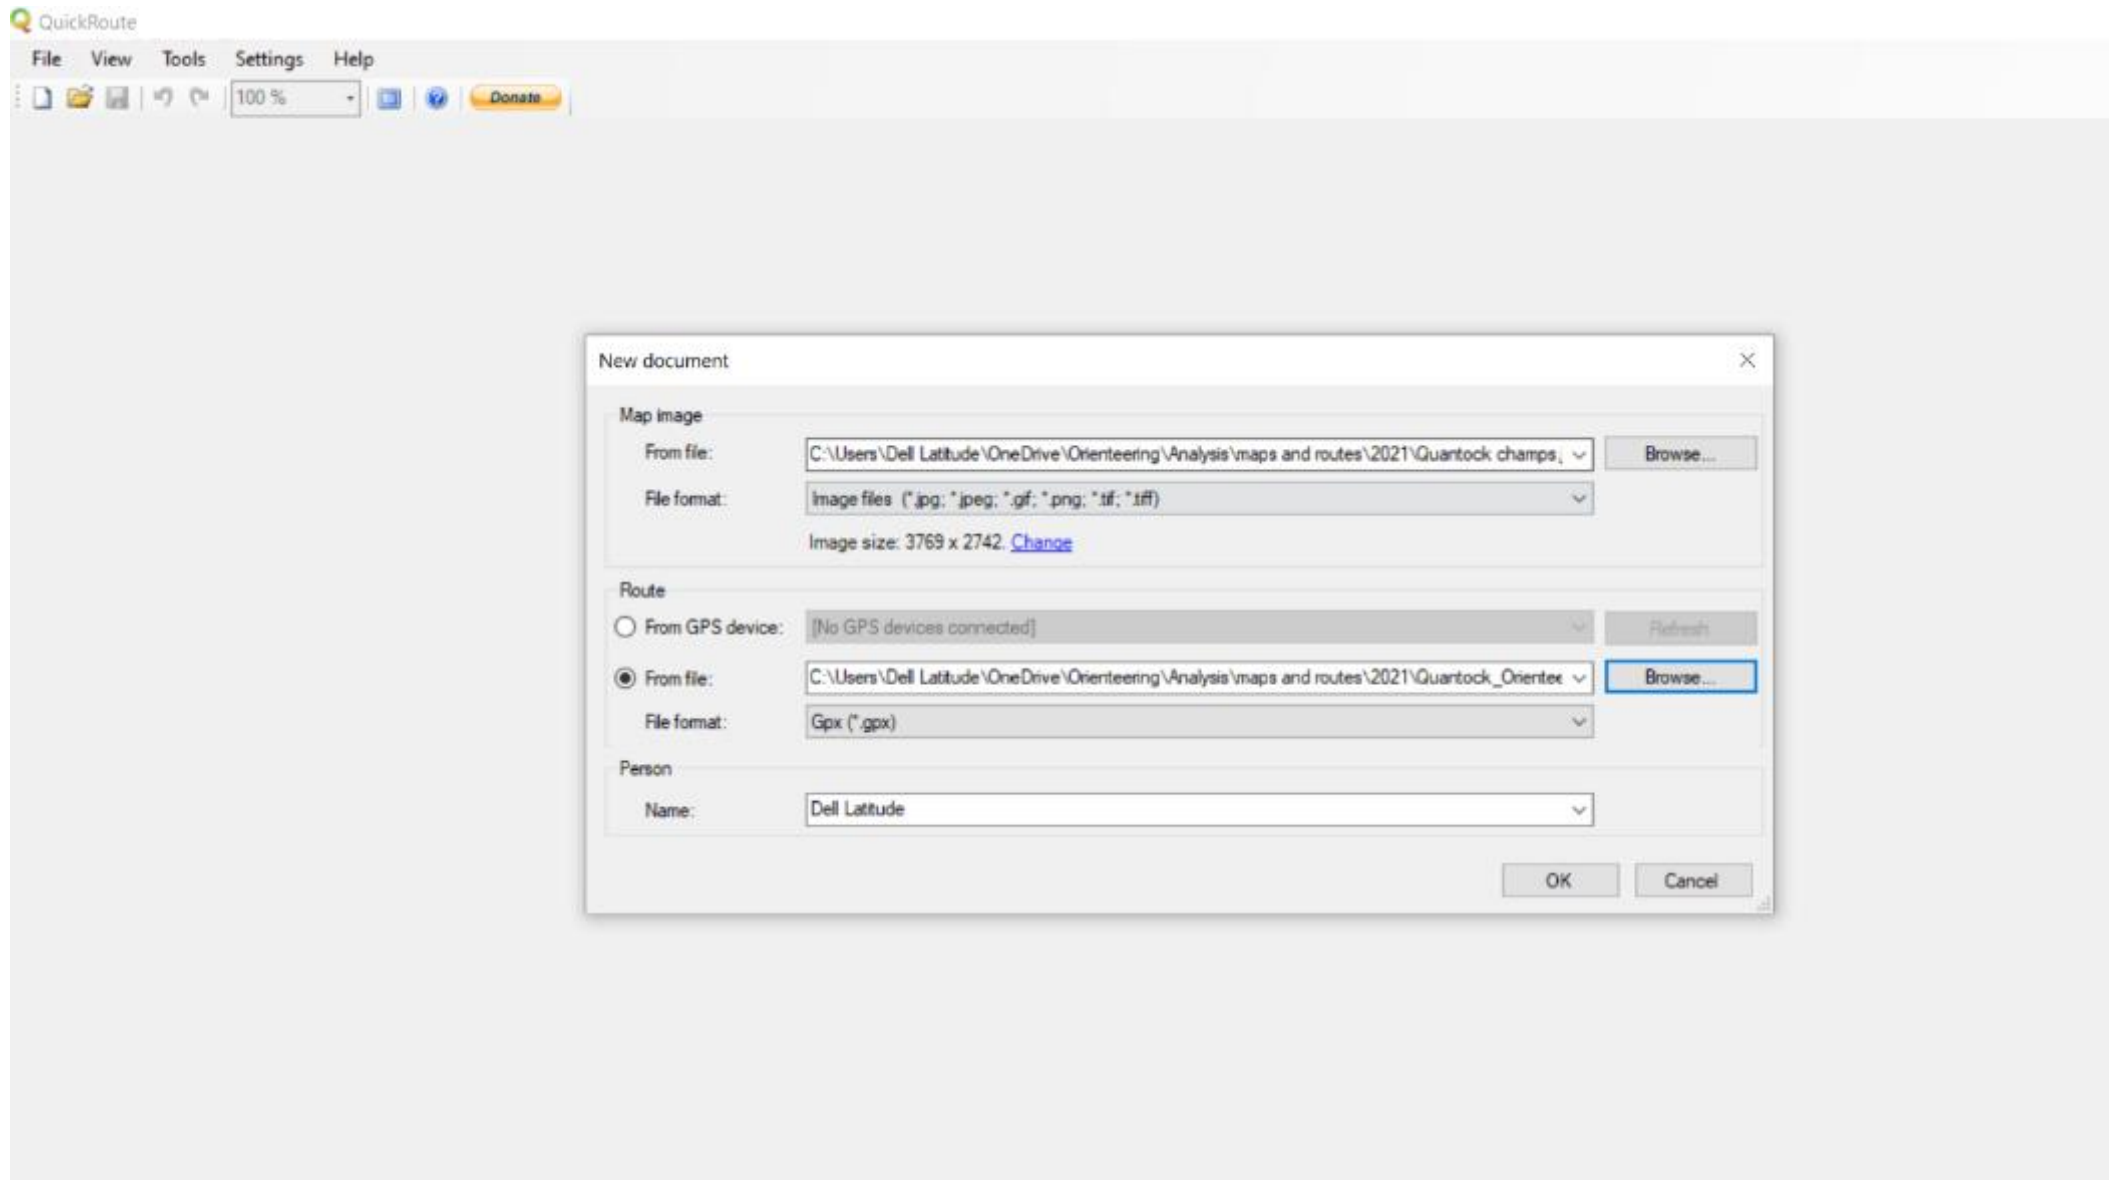 QuickRoute
File View Tools Settings Help
100 % Donate
New document
Map image
From file: C:\Users\Dell Latitude\OneDrive\Orienteering\Analysis\maps and routes\2021\Quantock champs. Browse...
File format: Image files (*.jpg; *.jpeg; *.gif; *.png; *.tif; *.tiff)
Image size: 3769 x 2742. Change
Route
From GPS device: [No GPS devices connected] Refresh
From file: C:\Users\Dell Latitude\OneDrive\Orienteering\Analysis\maps and routes\2021\Quantock_Orientee Browse...
File format: Gpx (*.gpx)
Person
Name: Dell Latitude
OK Cancel